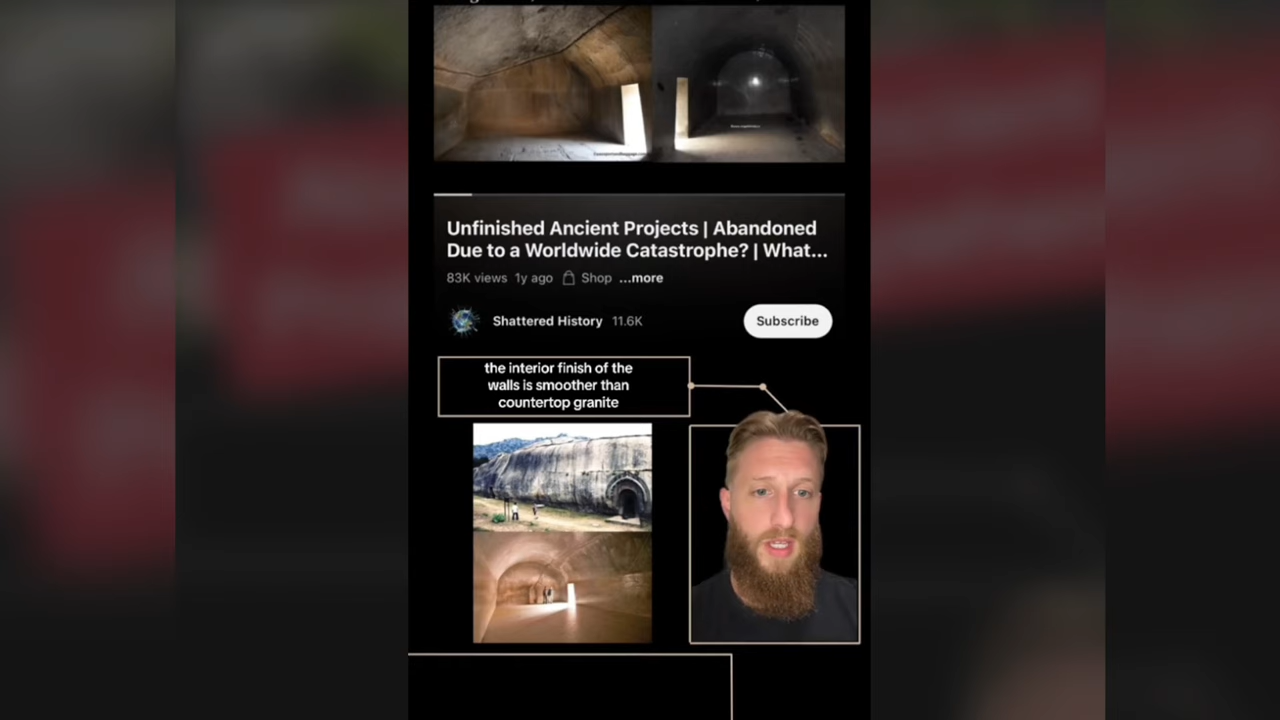 Unfinished Ancient Projects | Abandoned
Due to a Worldwide Catastrophe? | What...
83K views 1y ago Shop ...more
Shattered History 11.6K
Subscribe
the interior finish of the
walls is smoother than
countertop granite